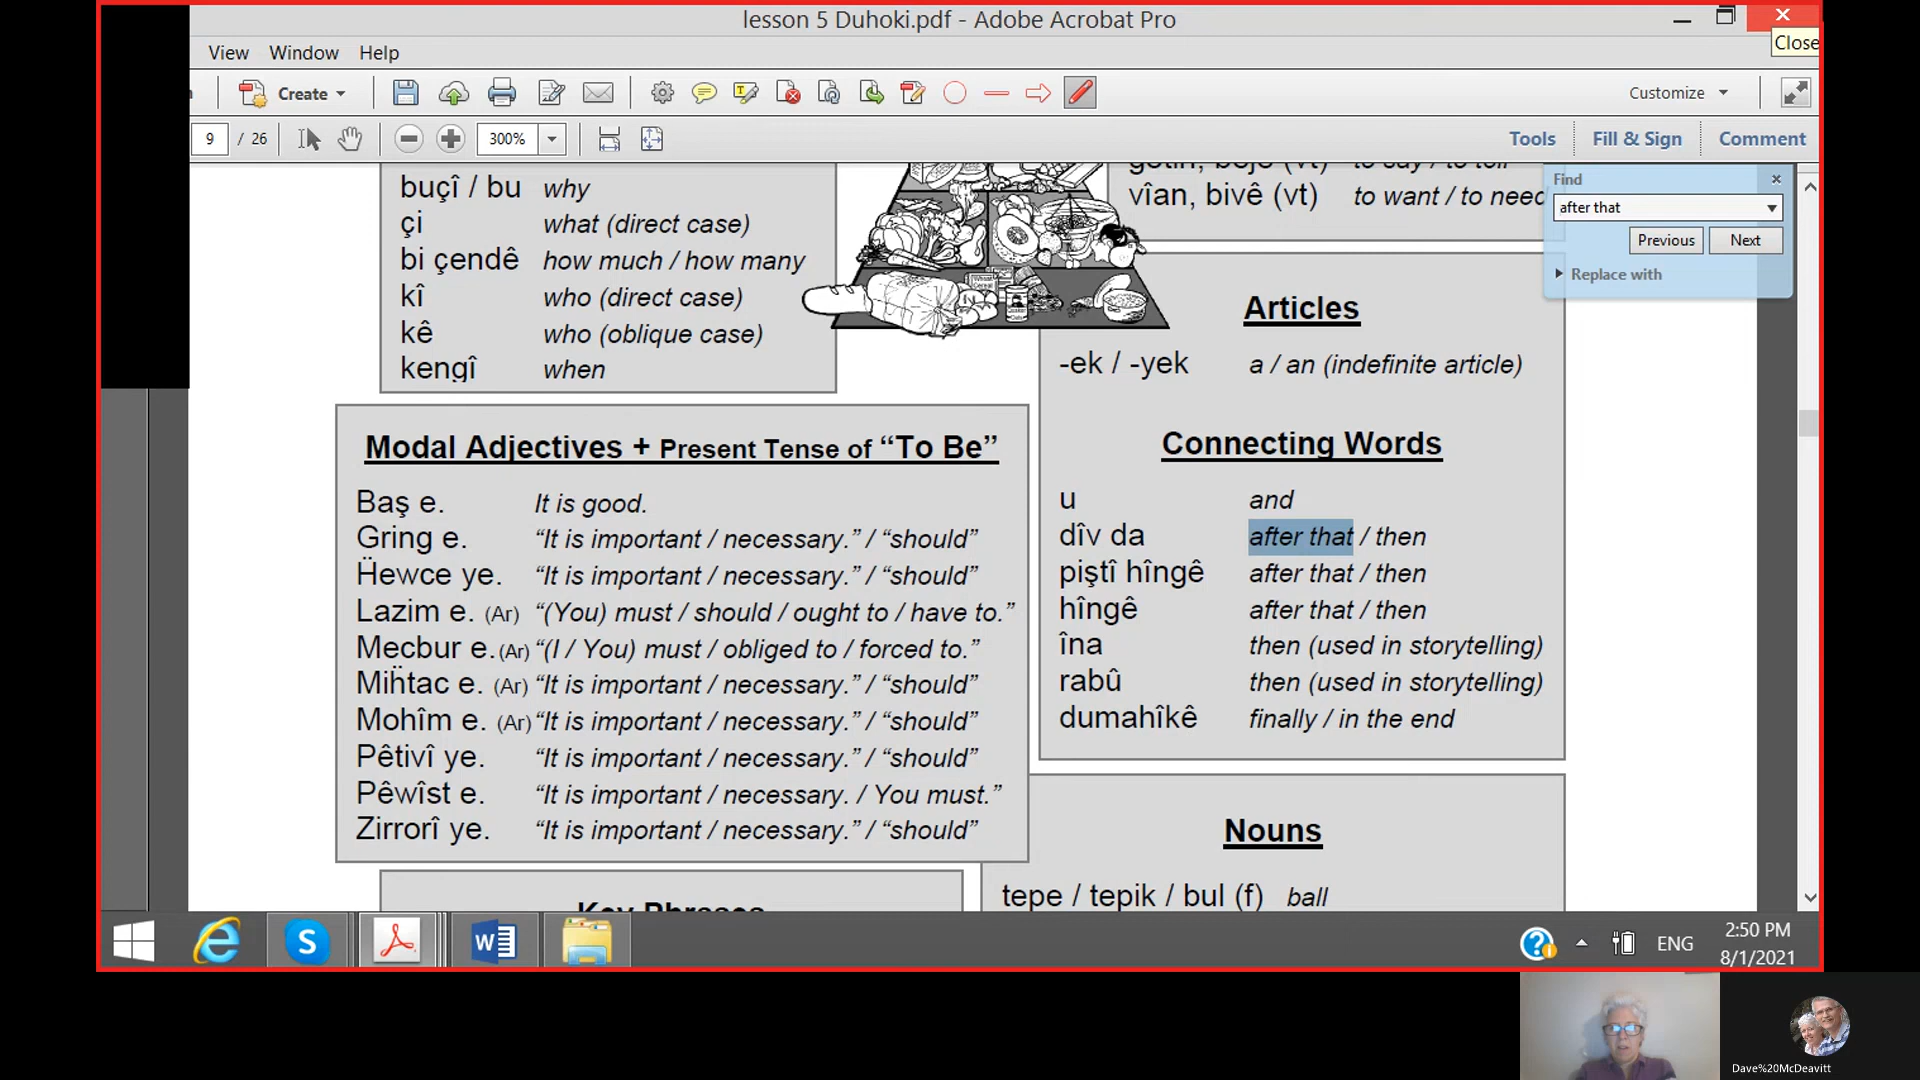 lesson 5 Duhoki.pdf - Adobe Acrobat Pro
Close
View Window Help
Create
Customize
9 / 26
300%
Tools Fill & Sign Comment
Find
after that
Previous Next
Replace with
buçî / bu why
çi what (direct case)
bi çendê how much / how many
kî who (direct case)
kê who (oblique case)
kengî when
vîan, bivê (vt) to want / to need
Articles
-ek / -yek a / an (indefinite article)
Modal Adjectives + Present Tense of “To Be”
Baş e. It is good.
Gring e. “It is important / necessary.” / “should”
Ḧewce ye. “It is important / necessary.” / “should”
Lazim e. (Ar) “(You) must / should / ought to / have to.”
Mecbur e. (Ar) “(I / You) must / obliged to / forced to.”
Miḧtac e. (Ar) “It is important / necessary.” / “should”
Mohîm e. (Ar) “It is important / necessary.” / “should”
Pêtivî ye. “It is important / necessary.” / “should”
Pêwîst e. “It is important / necessary. / You must.”
Zirrorî ye. “It is important / necessary.” / “should”
Connecting Words
u and
dîv da after that / then
piştî hîngê after that / then
hîngê after that / then
îna then (used in storytelling)
rabû then (used in storytelling)
dumahîkê finally / in the end
Nouns
tepe / tepik / bul (f) ball
Key Phrases
ENG
2:50 PM
8/1/2021
Dave%20McDeavitt